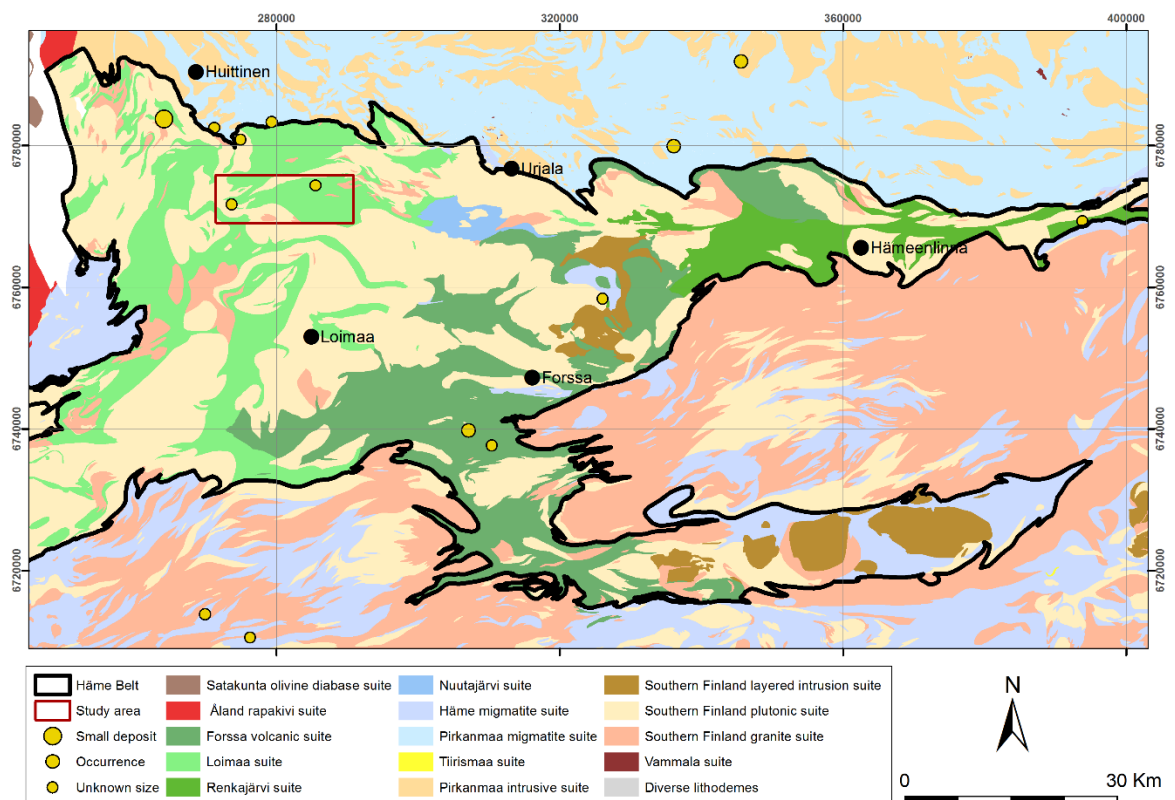 280000 320000 360000 400000
Huittinen
6780000 6780000
Urjala
Hämeenlinna
6760000 6760000
Loimaa
Forssa
6740000 6740000
6720000 6720000
Häme Belt Satakunta olivine diabase suite Nuutajärvi suite Southern Finland layered intrusion suite
Study area Åland rapakivi suite Häme migmatite suite Southern Finland plutonic suite
Small deposit Forssa volcanic suite Pirkanmaa migmatite suite Southern Finland granite suite
Occurrence Loimaa suite Tiirismaa suite Vammala suite
Unknown size Renkajärvi suite Pirkanmaa intrusive suite Diverse lithodemes
N
0 30 Km